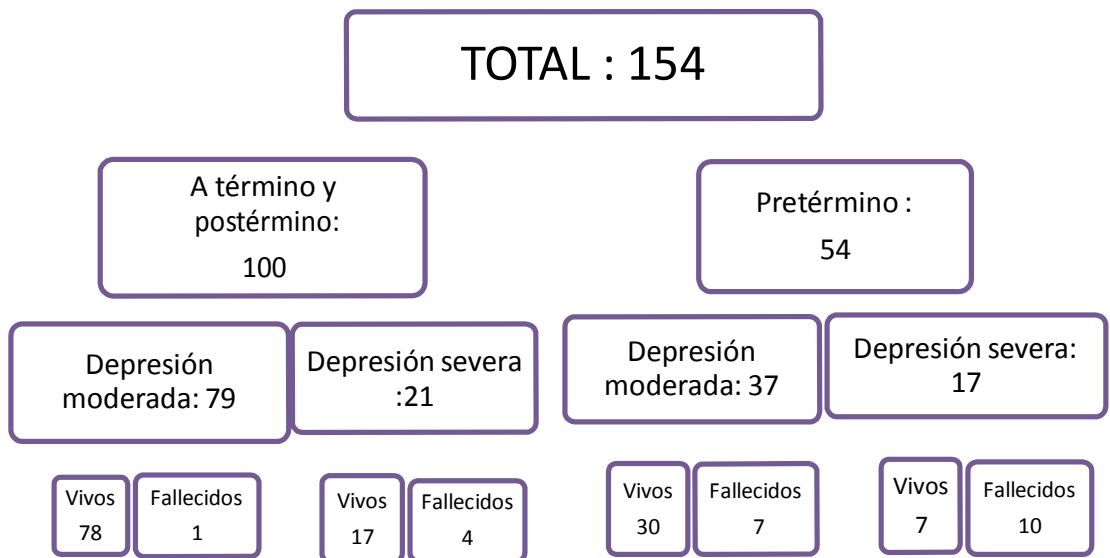 TOTAL : 154
A término y
postérmino:
100
Pretérmino :
54
Depresión
moderada: 79
Depresión severa
:21
Depresión
moderada: 37
Depresión severa:
17
Vivos
78
Fallecidos
1
Vivos
17
Fallecidos
4
Vivos
30
Fallecidos
7
Vivos
7
Fallecidos
10